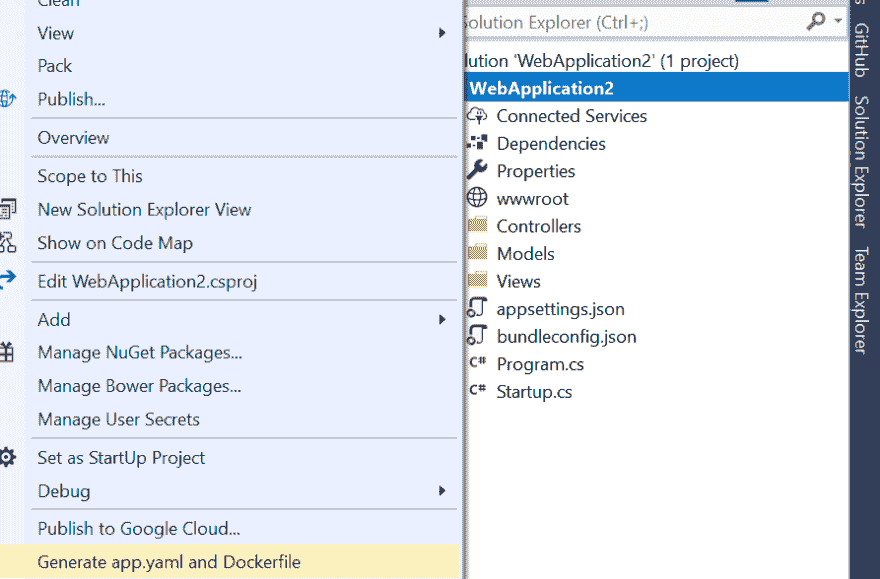 Clean
View
Pack
Publish...
Overview
Scope to This
New Solution Explorer View
Show on Code Map
Edit WebApplication2.csproj
Add
Manage NuGet Packages...
Manage Bower Packages...
Manage User Secrets
Set as StartUp Project
Debug
Publish to Google Cloud...
Generate app.yaml and Dockerfile
Solution Explorer (Ctrl+;)
lution 'WebApplication2' (1 project)
WebApplication2
Connected Services
Dependencies
Properties
wwwroot
Controllers
Models
Views
appsettings.json
bundleconfig.json
C# Program.cs
C# Startup.cs
GitHub
Solution Explorer
Team Explorer